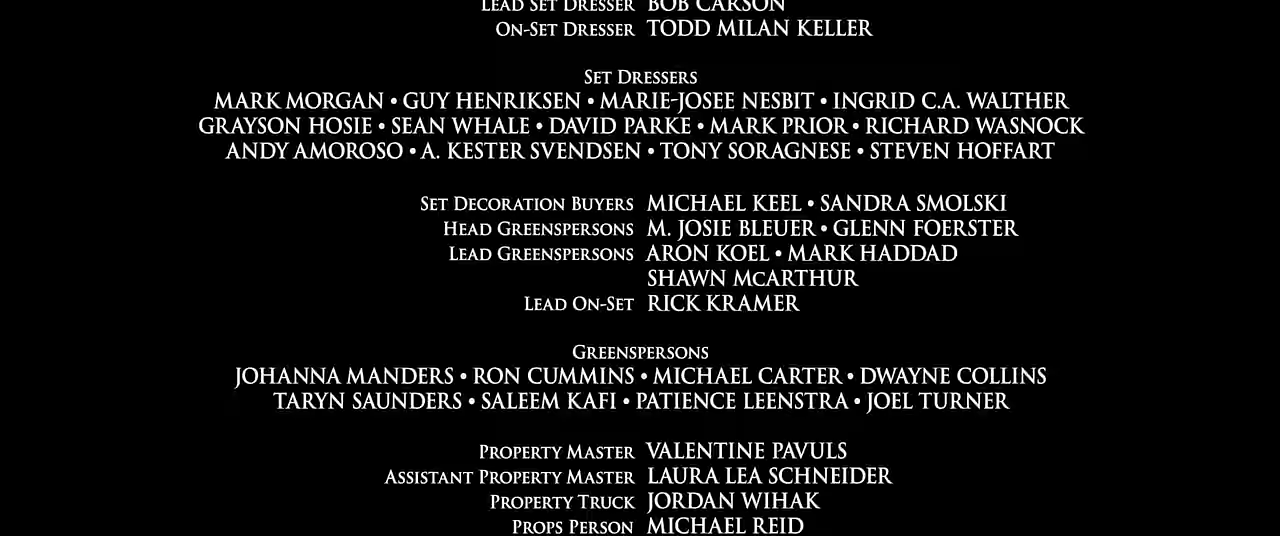 Lead Set Dresser BOB CARSON
On-Set Dresser TODD MILAN KELLER
Set Dressers
MARK MORGAN • GUY HENRIKSEN • MARIE-JOSEE NESBIT • INGRID C.A. WALTHER
GRAYSON HOSIE • SEAN WHALE • DAVID PARKE • MARK PRIOR • RICHARD WASNOCK
ANDY AMOROSO • A. KESTER SVENDSEN • TONY SORAGNESE • STEVEN HOFFART
Set Decoration Buyers MICHAEL KEEL • SANDRA SMOLSKI
Head Greenspersons M. JOSIE BLEUER • GLENN FOERSTER
Lead Greenspersons ARON KOEL • MARK HADDAD
SHAWN McARTHUR
Lead On-Set RICK KRAMER
Greenspersons
JOHANNA MANDERS • RON CUMMINS • MICHAEL CARTER • DWAYNE COLLINS
TARYN SAUNDERS • SALEEM KAFI • PATIENCE LEENSTRA • JOEL TURNER
Property Master VALENTINE PAVULS
Assistant Property Master LAURA LEA SCHNEIDER
Property Truck JORDAN WIHAK
Props Person MICHAEL REID